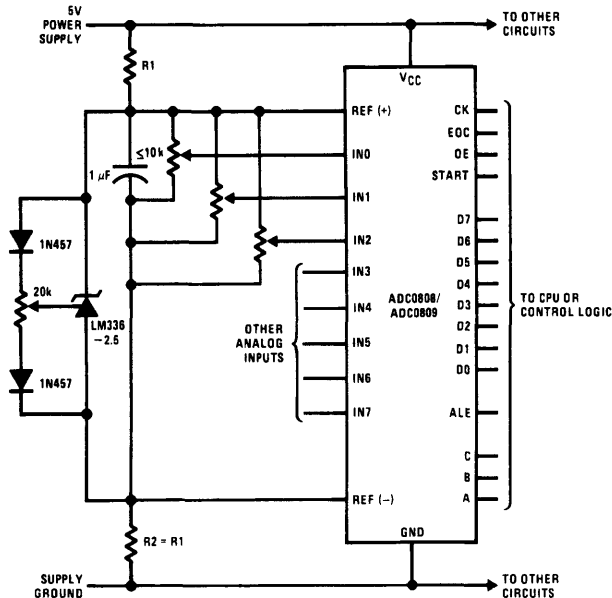 5V
POWER
SUPPLY
TO OTHER
CIRCUITS
R1
VCC
REF (+)
CK
≤10k
EOC
1 µF
IN0
OE
START
IN1
1N457
IN2
D7
D6
IN3
D5
20k
ADC0808/
ADC0809
D4
IN4
D3
TO CPU OR
CONTROL LOGIC
LM336
−2.5
OTHER
ANALOG
INPUTS
D2
IN5
D1
IN6
D0
1N457
IN7
ALE
C
B
REF (−)
A
GND
R2 = R1
SUPPLY
GROUND
TO OTHER
CIRCUITS